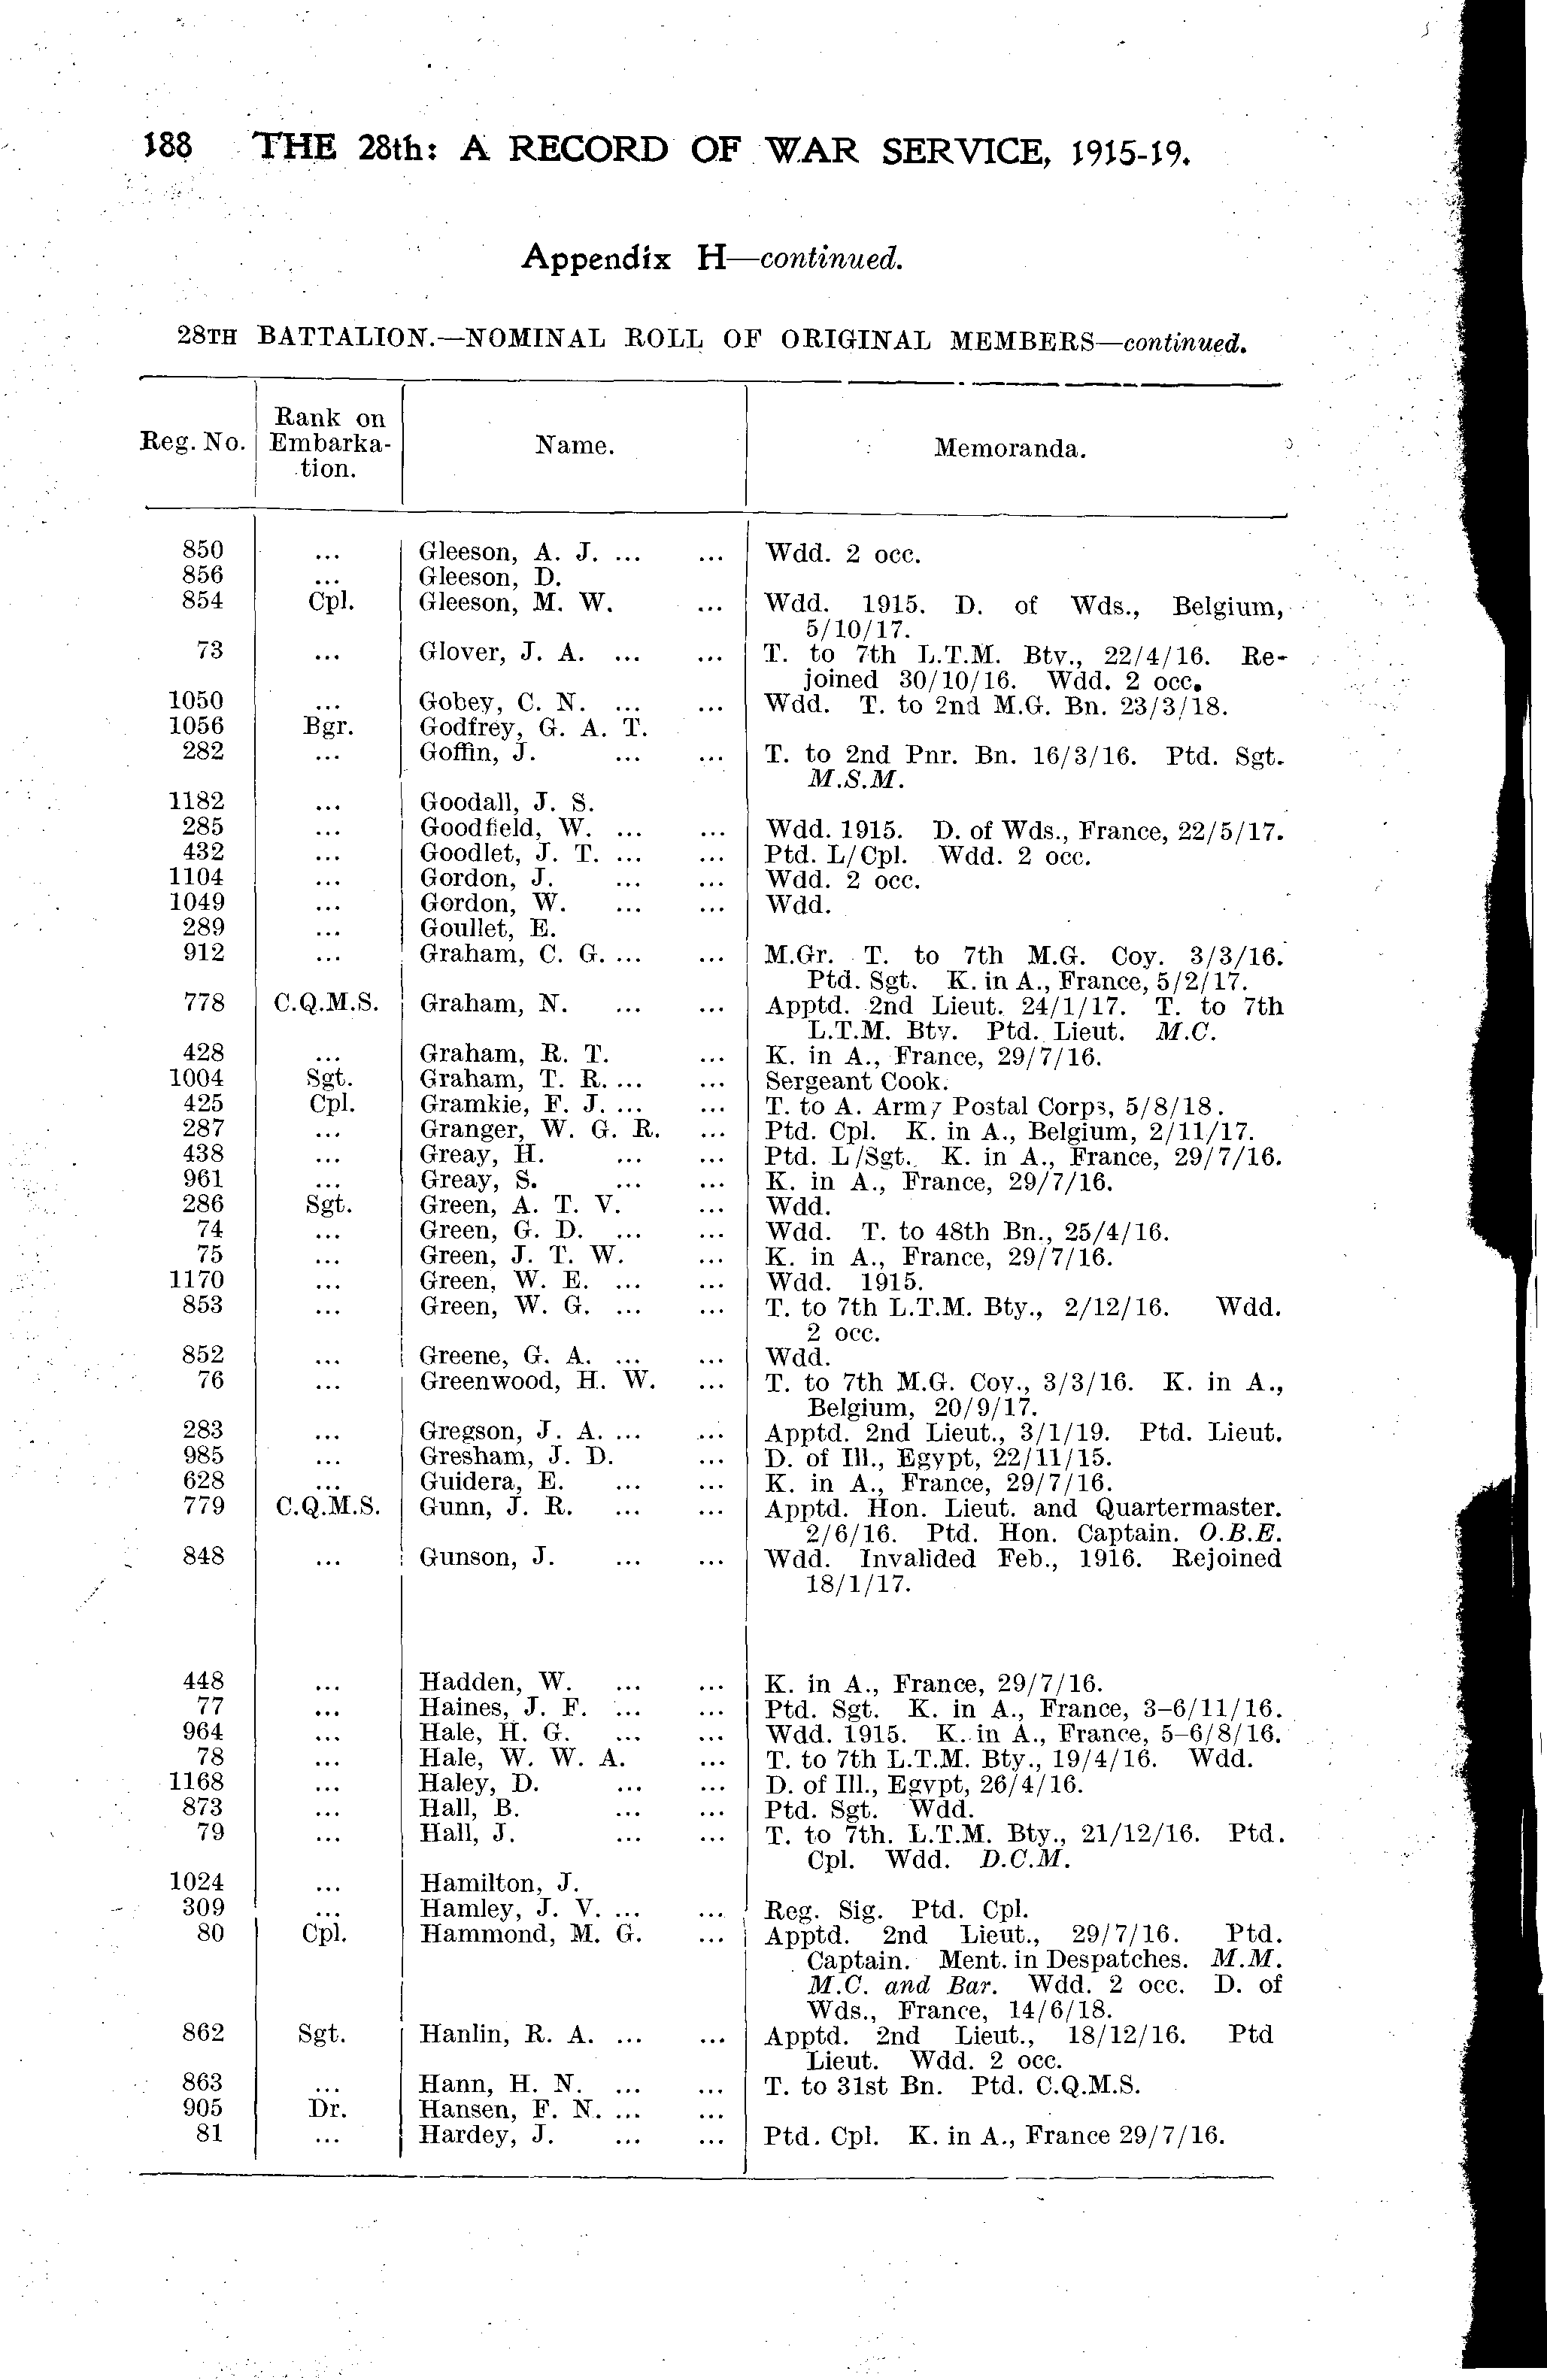 188 THE 28th: A RECORD OF WAR SERVICE, 1915-19.
Appendix H—continued.
28TH BATTALION.—NOMINAL ROLL OF ORIGINAL MEMBERS—continued.
Reg. No. Rank on Embarka- tion. Name. Memoranda.
850 ... Gleeson, A. J. ... ... Wdd. 2 occ.
856 ... Gleeson, D.
854 Cpl. Gleeson, M. W. ... Wdd. 1915. D. of Wds., Belgium,
5/10/17.
73 ... Glover, J. A. ... ... T. to 7th L.T.M. Bty., 22/4/16. Re-
joined 30/10/16. Wdd. 2 occ.
1050 ... Gobey, C. N. ... ... Wdd. T. to 2nd M.G. Bn. 23/3/18.
1056 Bgr. Godfrey, G. A. T.
282 ... Goffin, J. ... ... T. to 2nd Pnr. Bn. 16/3/16. Ptd. Sgt.
M.S.M.
1182 ... Goodall, J. S.
285 ... Goodfield, W. ... ... Wdd. 1915. D. of Wds., France, 22/5/17.
432 ... Goodlet, J. T. ... ... Ptd. L/Cpl. Wdd. 2 occ.
1104 ... Gordon, J. ... ... Wdd. 2 occ.
1049 ... Gordon, W. ... ... Wdd.
289 ... Goullet, E.
912 ... Graham, C. G. ... ... M.Gr. T. to 7th M.G. Coy. 3/3/16.
Ptd. Sgt. K. in A., France, 5/2/17.
778 C.Q.M.S. Graham, N. ... ... Apptd. 2nd Lieut. 24/1/17. T. to 7th
L.T.M. Bty. Ptd. Lieut. M.C.
428 ... Graham, R. T. ... K. in A., France, 29/7/16.
1004 Sgt. Graham, T. R. ... ... Sergeant Cook.
425 Cpl. Gramkie, F. J. ... ... T. to A. Army Postal Corps, 5/8/18.
287 ... Granger, W. G. R. ... Ptd. Cpl. K. in A., Belgium, 2/11/17.
438 ... Greay, H. ... ... Ptd. L/Sgt. K. in A., France, 29/7/16.
961 ... Greay, S. ... ... K. in A., France, 29/7/16.
286 Sgt. Green, A. T. V. ... Wdd.
74 ... Green, G. D. ... ... Wdd. T. to 48th Bn., 25/4/16.
75 ... Green, J. T. W. ... K. in A., France, 29/7/16.
1170 ... Green, W. E. ... ... Wdd. 1915.
853 ... Green, W. G. ... ... T. to 7th L.T.M. Bty., 2/12/16. Wdd.
2 occ.
852 ... Greene, G. A. ... ... Wdd.
76 ... Greenwood, H. W. ... T. to 7th M.G. Coy., 3/3/16. K. in A.,
Belgium, 20/9/17.
283 ... Gregson, J. A. ... ... Apptd. 2nd Lieut., 3/1/19. Ptd. Lieut.
985 ... Gresham, J. D. ... D. of Ill., Egypt, 22/11/15.
628 ... Guidera, E. ... ... K. in A., France, 29/7/16.
779 C.Q.M.S. Gunn, J. R. ... ... Apptd. Hon. Lieut. and Quartermaster.
2/6/16. Ptd. Hon. Captain. O.B.E.
848 ... Gunson, J. ... ... Wdd. Invalided Feb., 1916. Rejoined
18/1/17.
448 ... Hadden, W. ... ... K. in A., France, 29/7/16.
77 ... Haines, J. F. ... ... Ptd. Sgt. K. in A., France, 3-6/11/16.
964 ... Hale, H. G. ... ... Wdd. 1915. K. in A., France, 5-6/8/16.
78 ... Hale, W. W. A. ... T. to 7th L.T.M. Bty., 19/4/16. Wdd.
1168 ... Haley, D. ... ... D. of Ill., Egypt, 26/4/16.
873 ... Hall, B. ... ... Ptd. Sgt. Wdd.
79 ... Hall, J. ... ... T. to 7th. L.T.M. Bty., 21/12/16. Ptd.
Cpl. Wdd. D.C.M.
1024 ... Hamilton, J.
309 ... Hamley, J. V. ... ... Reg. Sig. Ptd. Cpl.
80 Cpl. Hammond, M. G. ... Apptd. 2nd Lieut., 29/7/16. Ptd.
Captain. Ment. in Despatches. M.M.
M.C. and Bar. Wdd. 2 occ. D. of
Wds., France, 14/6/18.
862 Sgt. Hanlin, R. A. ... ... Apptd. 2nd Lieut., 18/12/16. Ptd
Lieut. Wdd. 2 occ.
863 ... Hann, H. N. ... ... T. to 31st Bn. Ptd. C.Q.M.S.
905 Dr. Hansen, F. N. ... ...
81 ... Hardey, J. ... ... Ptd. Cpl. K. in A., France 29/7/16.